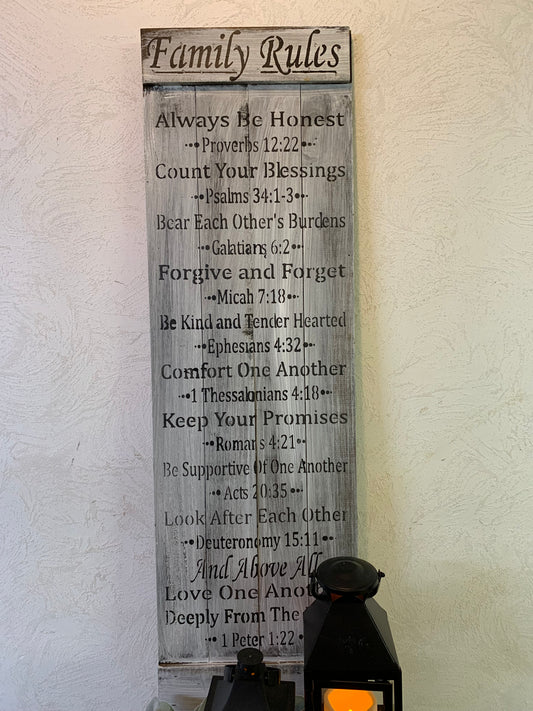 Family Rules
Always Be Honest
Proverbs 12:22
Count Your Blessings
Psalms 34:1-3
Bear Each Other's Burdens
Galatians 6:2
Forgive and Forget
Micah 7:18
Be Kind and Tender Hearted
Ephesians 4:32
Comfort One Another
1 Thessalonians 4:18
Keep Your Promises
Romans 4:21
Be Supportive Of One Another
Acts 20:35
Look After Each Other
Deuteronomy 15:11
And Above All
Love One Anoth
Deeply From The
1 Peter 1:22